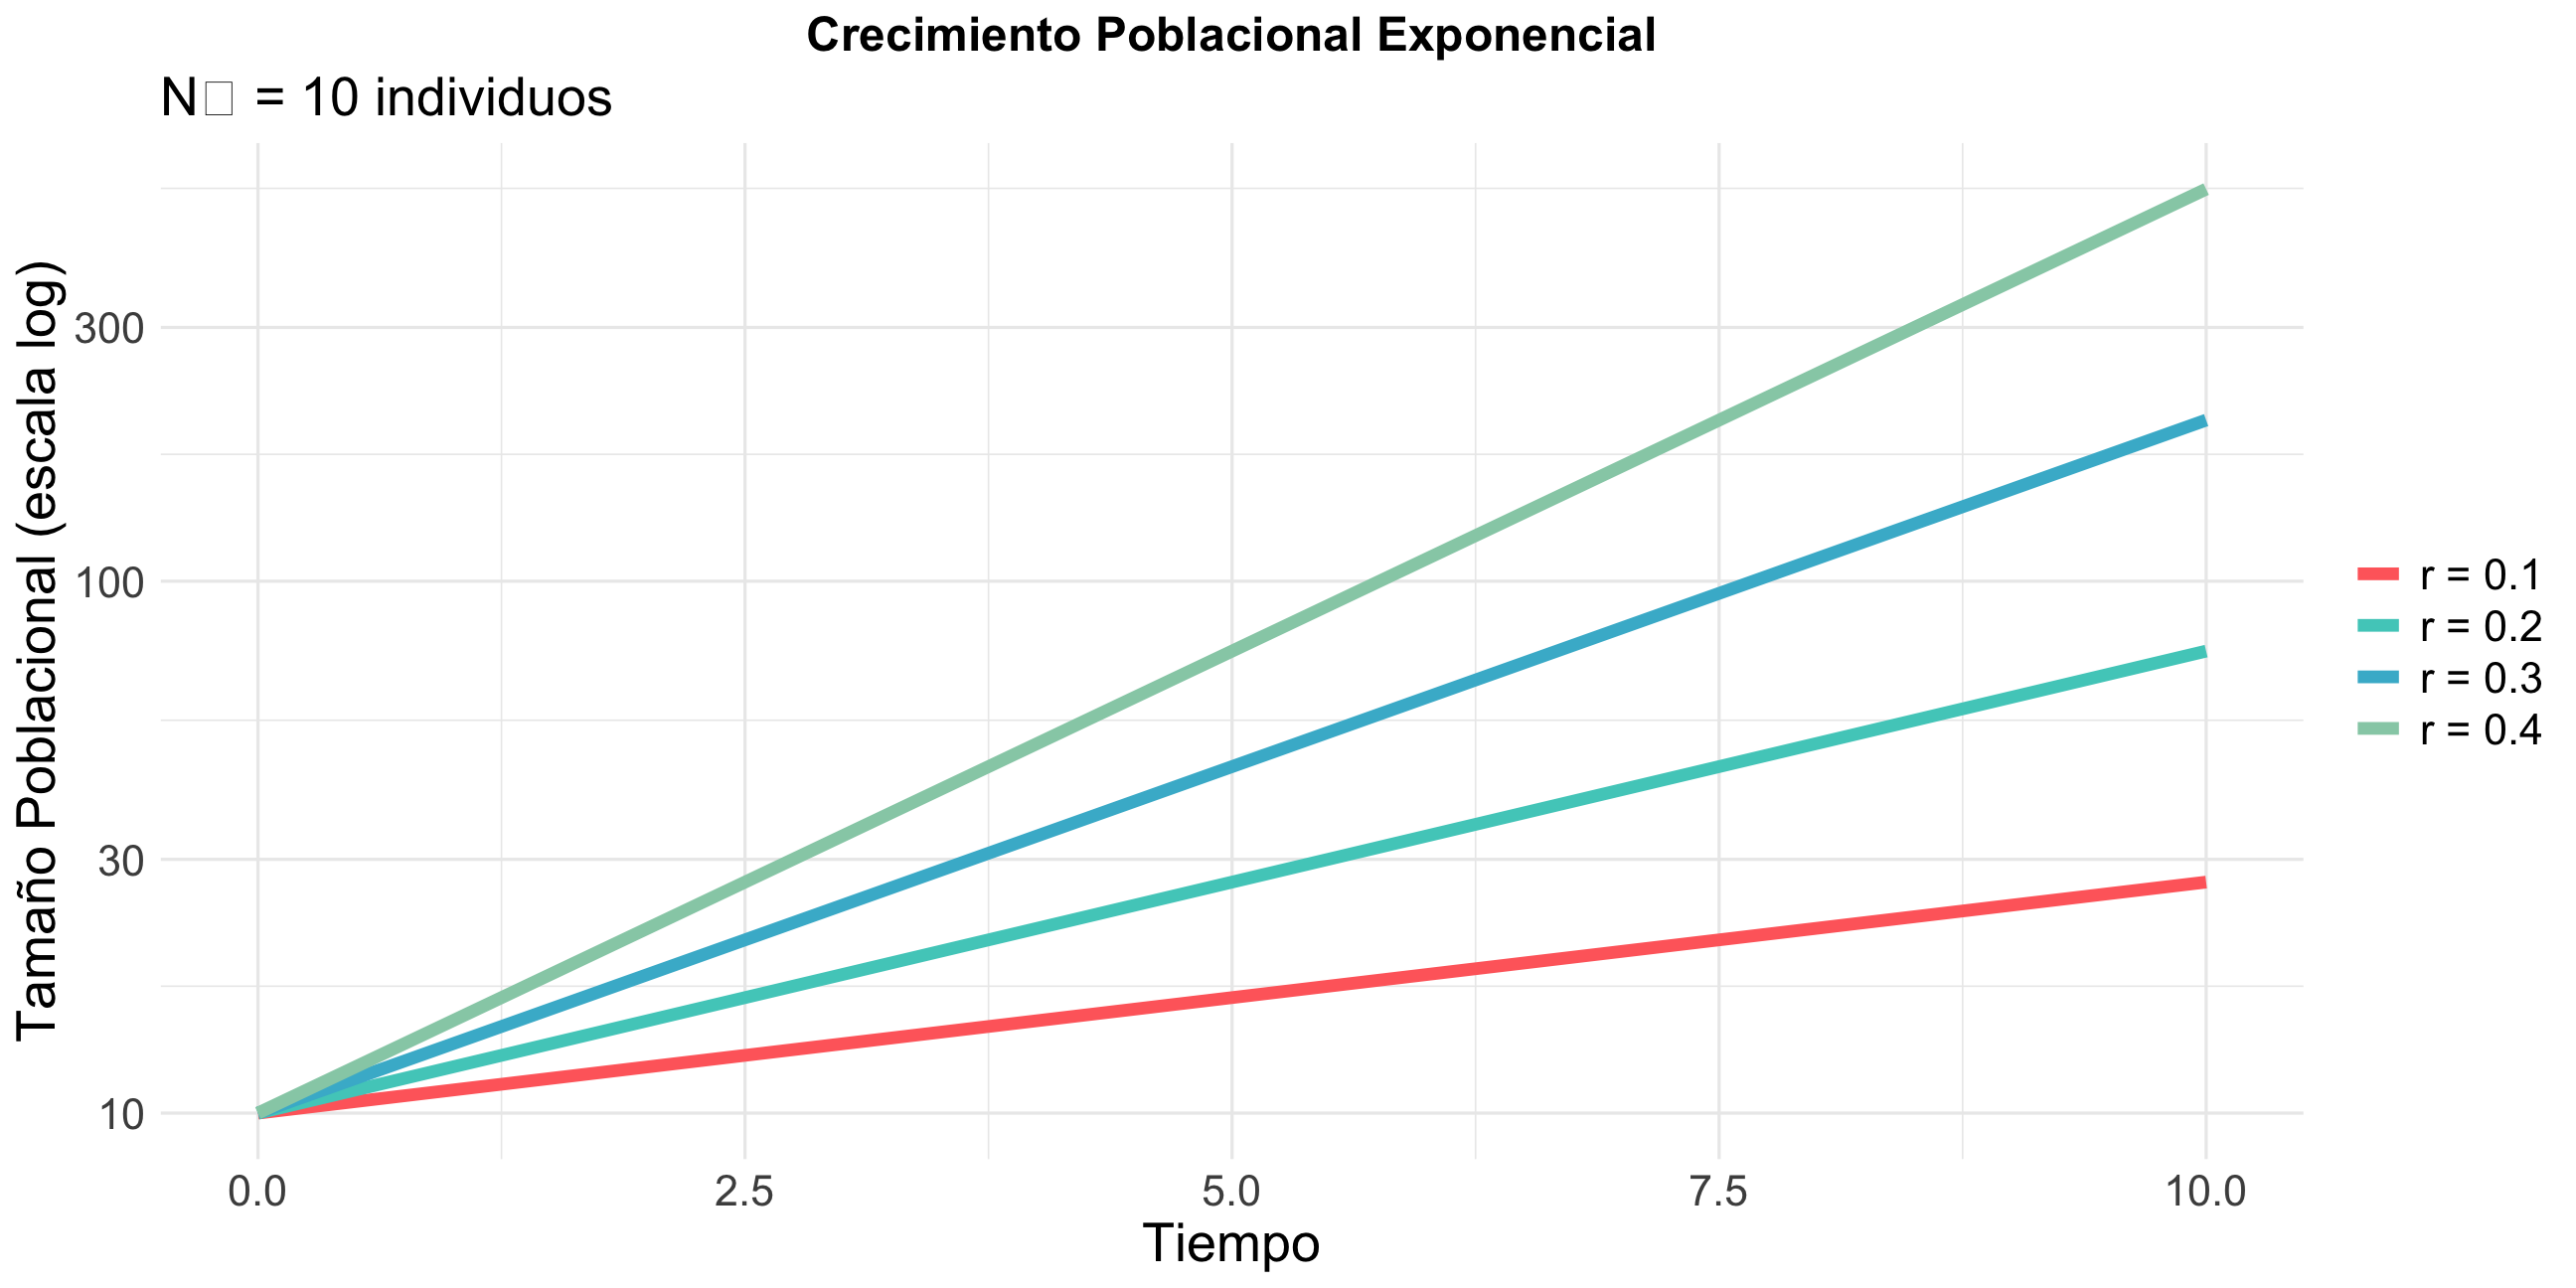 Crecimiento Poblacional Exponencial
N□ = 10 individuos
Tamaño Poblacional (escala log)
300
100
30
10
0.0 2.5 5.0 7.5 10.0
Tiempo
r = 0.1
r = 0.2
r = 0.3
r = 0.4